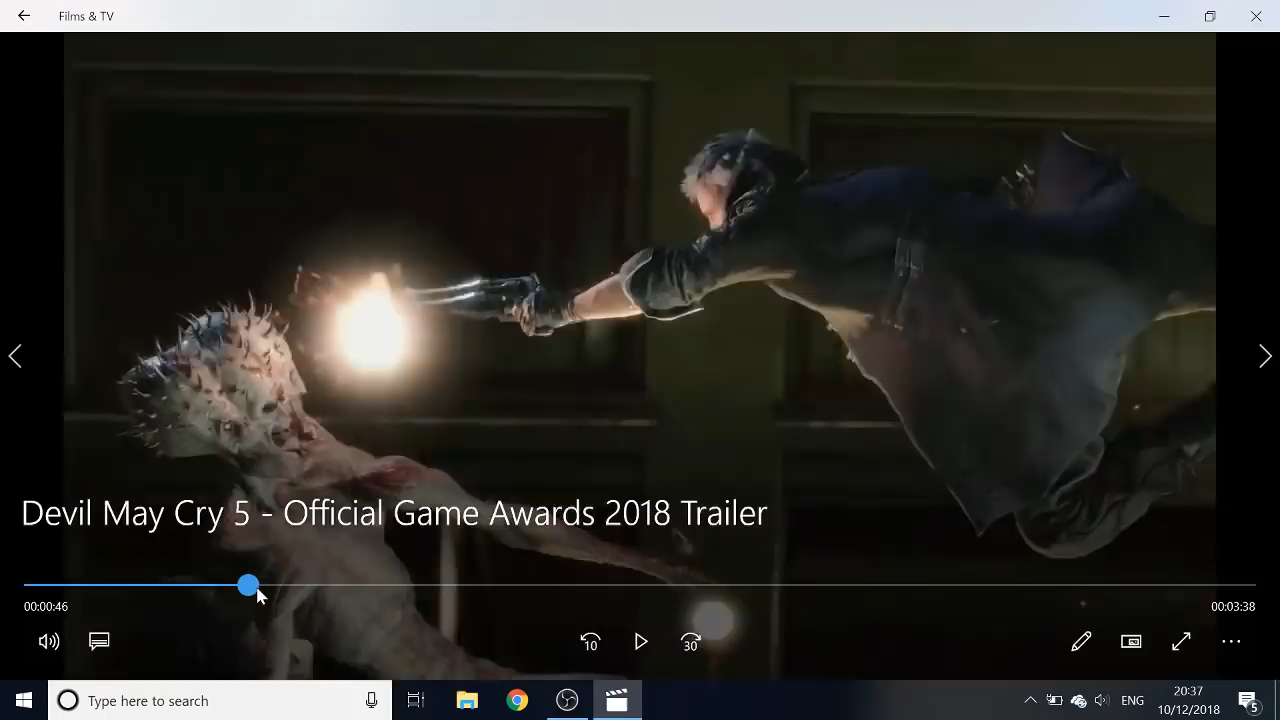 Films & TV
Devil May Cry 5 - Official Game Awards 2018 Trailer
00:00:46
00:03:38
10
30
Type here to search
ENG
20:37
10/12/2018
5